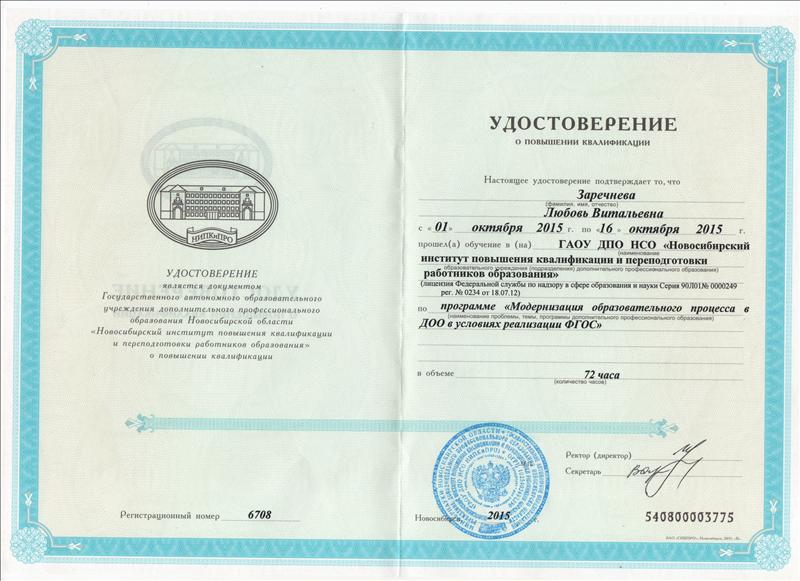 НИПКиПРО
УДОСТОВЕРЕНИЕ
является документом
Государственного автономного образовательного
учреждения дополнительного профессионального
образования Новосибирской области
«Новосибирский институт повышения квалификации
и переподготовки работников образования»
о повышении квалификации
Регистрационный номер 6708
УДОСТОВЕРЕНИЕ
О ПОВЫШЕНИИ КВАЛИФИКАЦИИ
Настоящее удостоверение подтверждает то, что
Заречнева
(фамилия, имя, отчество)
Любовь Витальевна
с «01» октября 2015 г. по «16» октября 2015 г.
прошел(а) обучение в (на) ГАОУ ДПО НСО «Новосибирский
(наименование
институт повышения квалификации и переподготовки
образовательного учреждения (подразделения) дополнительного профессионального образования)
работников образования»
(лицензия Федеральной службы по надзору в сфере образования и науки Серия 90Л01№ 0000249
рег. № 0234 от 18.07.12)
по программе «Модернизация образовательного процесса в
(наименование проблемы, темы, программы дополнительного профессионального образования)
ДОО в условиях реализации ФГОС»
в объеме 72 часа
(количество часов)
Ректор (директор)
Секретарь
Новосибирск 2015
540800003775